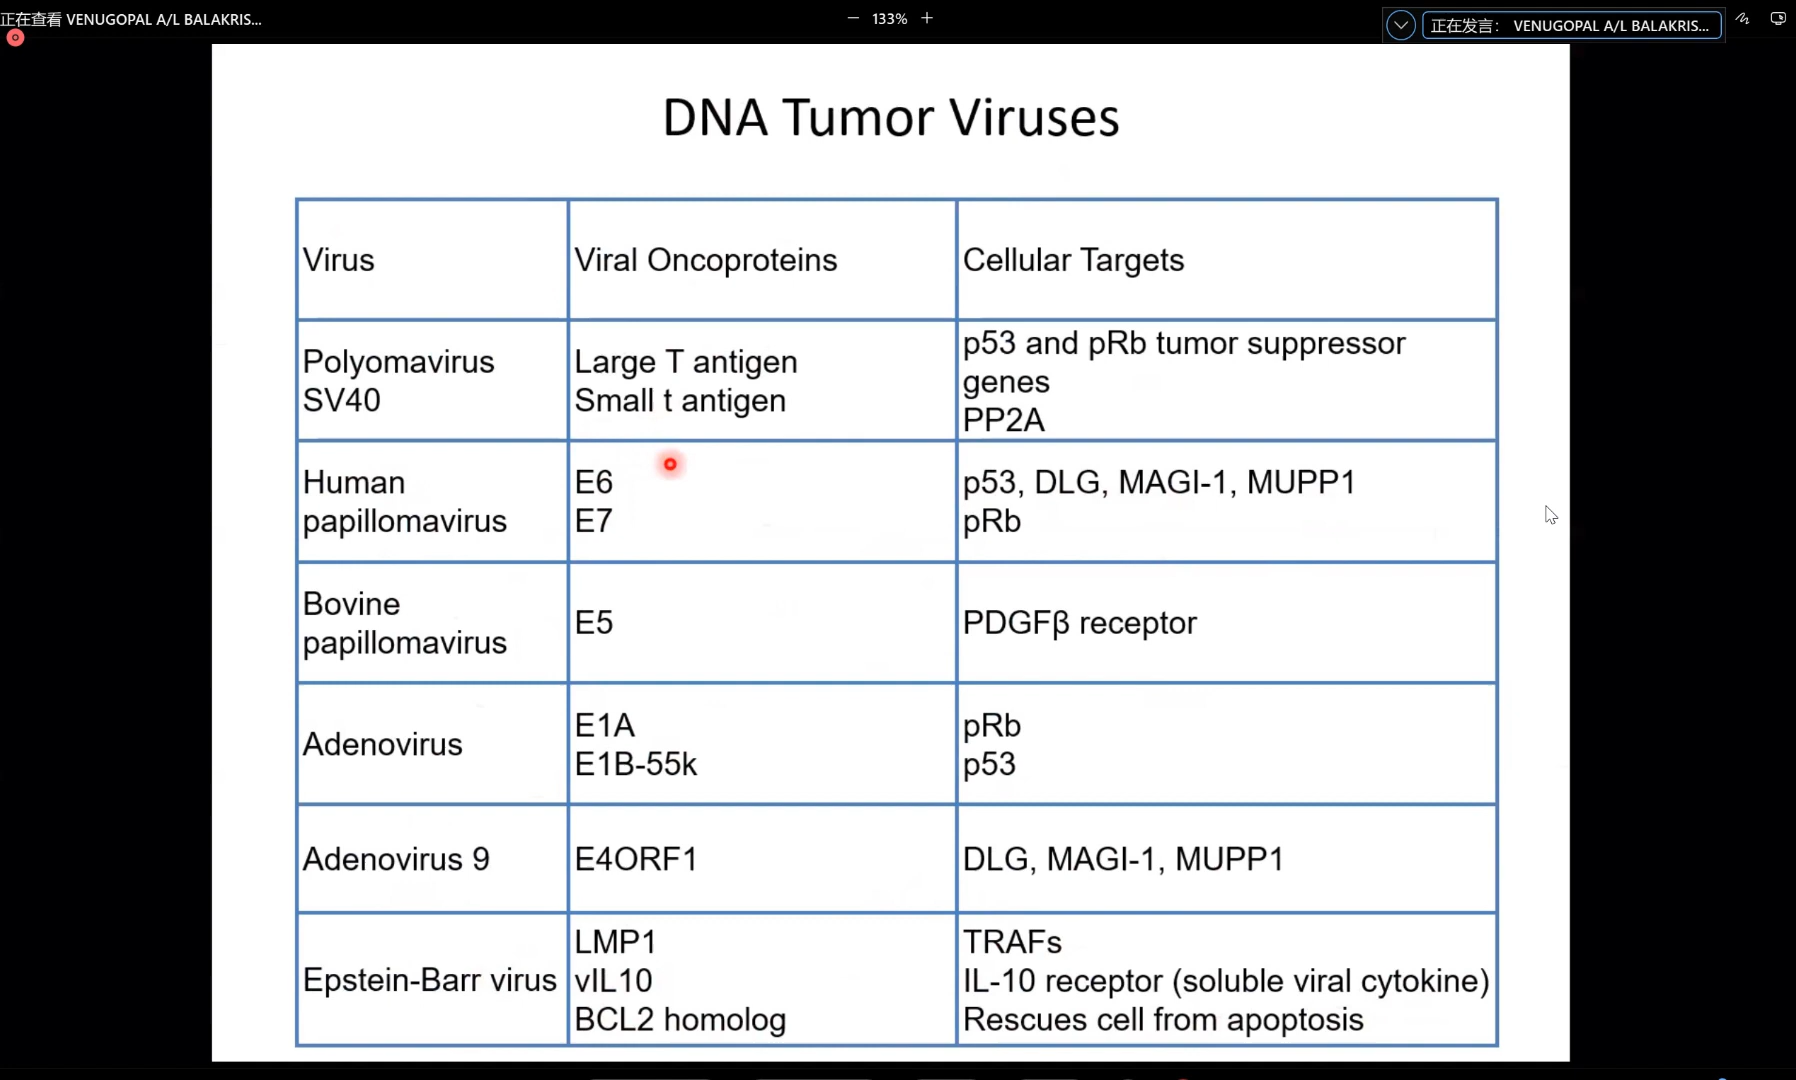 正在查看 VENUGOPAL A/L BALAKRIS...
133%
正在发言： VENUGOPAL A/L BALAKRIS...
DNA Tumor Viruses
Virus
Viral Oncoproteins
Cellular Targets
Polyomavirus
SV40
Large T antigen
Small t antigen
p53 and pRb tumor suppressor
genes
PP2A
Human
papillomavirus
E6
E7
p53, DLG, MAGI-1, MUPP1
pRb
Bovine
papillomavirus
E5
PDGFβ receptor
Adenovirus
E1A
E1B-55k
pRb
p53
Adenovirus 9
E4ORF1
DLG, MAGI-1, MUPP1
Epstein-Barr virus
LMP1
vIL10
BCL2 homolog
TRAFs
IL-10 receptor (soluble viral cytokine)
Rescues cell from apoptosis